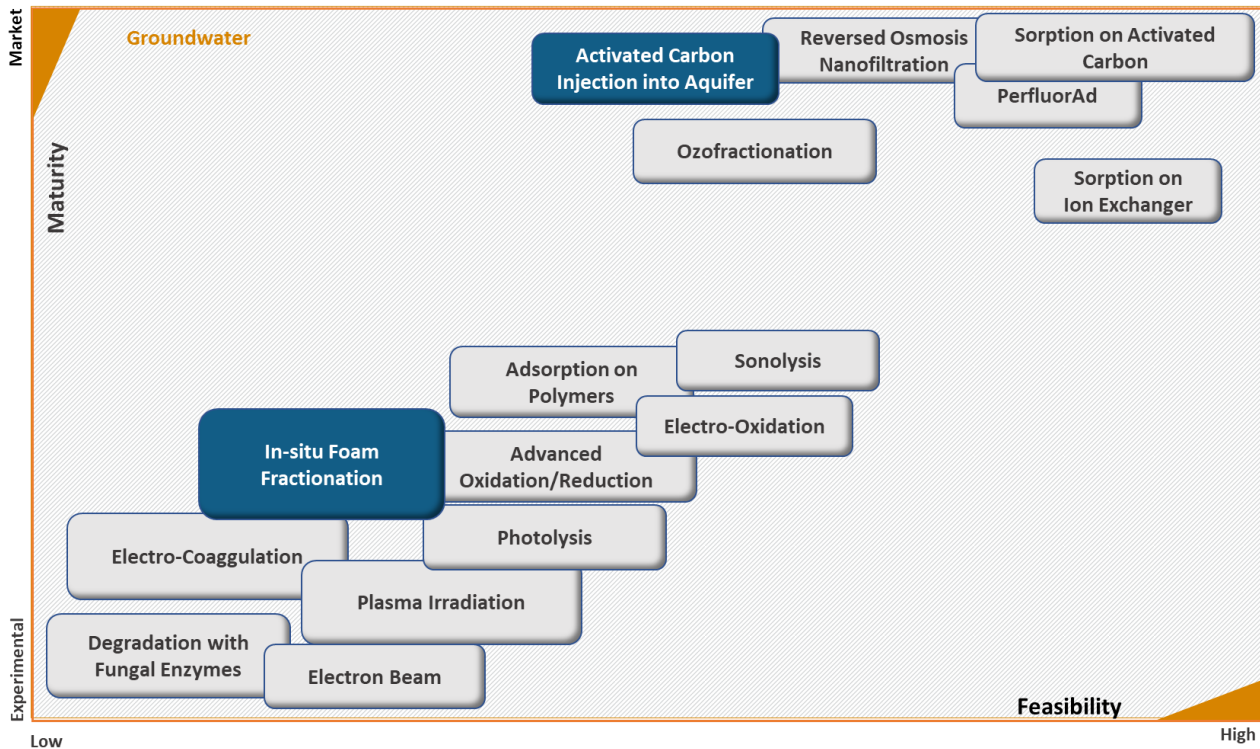 Market
Groundwater
Activated Carbon
Injection into Aquifer
Reversed Osmosis
Nanofiltration
Sorption on Activated
Carbon
PerfluorAd
Ozofractionation
Maturity
Sorption on
Ion Exchanger
Sonolysis
Adsorption on
Polymers
Electro-Oxidation
In-situ Foam
Fractionation
Advanced
Oxidation/Reduction
Photolysis
Electro-Coaggulation
Plasma Irradiation
Degradation with
Fungal Enzymes
Electron Beam
Experimental
Feasibility
Low
High